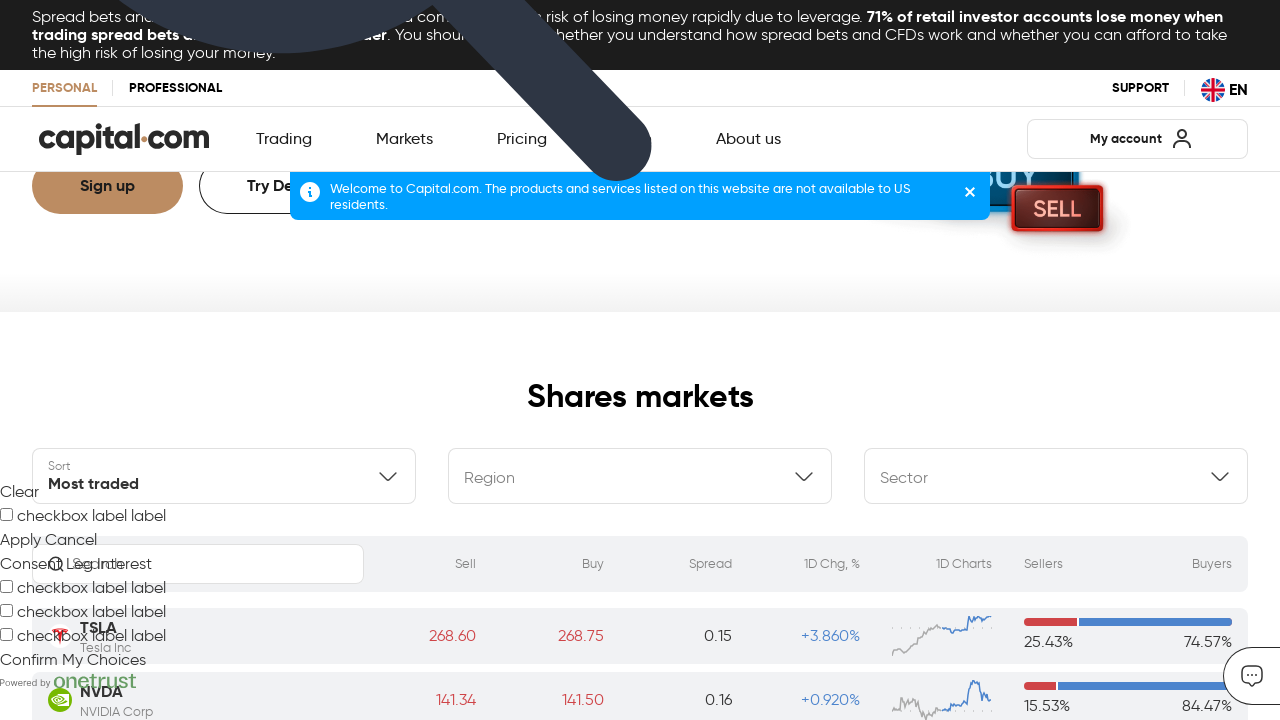 Spread bets and
risk of losing money rapidly due to leverage. 71% of retail investor accounts lose money when
trading spread bets
. You should
whether you understand how spread bets and CFDs work and whether you can afford to take
the high risk of losing your money.
PERSONAL
PROFESSIONAL
SUPPORT
EN
capital.com
Trading
Markets
Pricing
About us
My account
Sign up
Try De
Welcome to Capital.com. The products and services listed on this website are not available to US
residents.
BUY
SELL
Shares markets
Sort
Most traded
Region
Sector
Clear
checkbox label label
Apply Cancel
Consent Leg.Interest
Search
Sell
Buy
Spread
1D Chg, %
1D Charts
Sellers
Buyers
checkbox label label
checkbox label label
checkbox label label
Confirm My Choices
Powered by onetrust
TSLA
Tesla Inc
268.60
268.75
0.15
+3.860%
25.43%
74.57%
NVDA
NVIDIA Corp
141.34
141.50
0.16
+0.920%
15.53%
84.47%